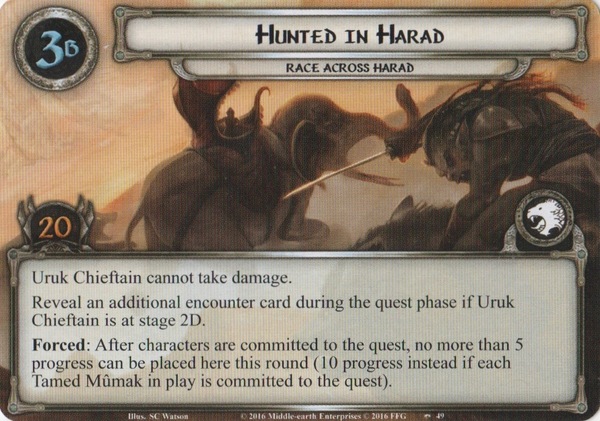 3B
HUNTED IN HARAD
RACE ACROSS HARAD
20
Uruk Chieftain cannot take damage.
Reveal an additional encounter card during the quest phase if Uruk
Chieftain is at stage 2D.
Forced: After characters are committed to the quest, no more than 5
progress can be placed here this round (10 progress instead if each
Tamed Mûmak in play is committed to the quest).
Illus. SC Watson © 2016 Middle-earth Enterprises © 2016 FFG 49